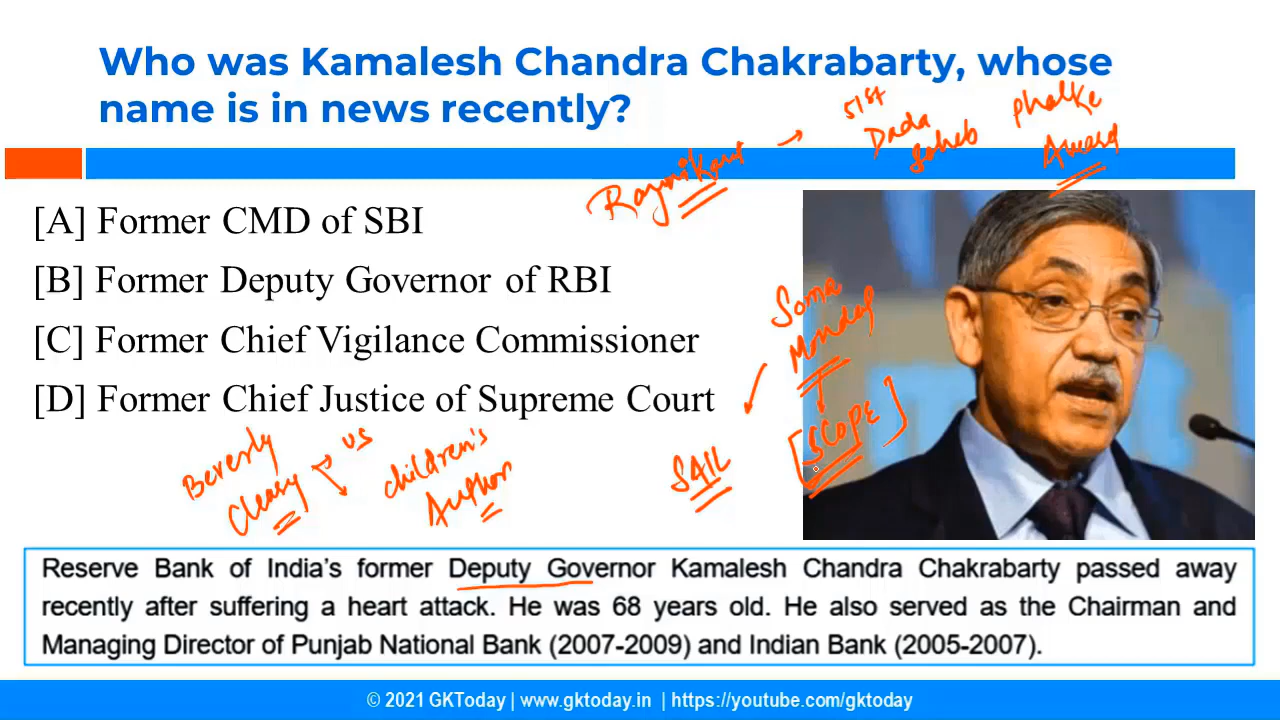 Who was Kamalesh Chandra Chakrabarty, whose
name is in news recently?
Rajnikant → 51st Dada Saheb Phalke Award
[A] Former CMD of SBI
[B] Former Deputy Governor of RBI
[C] Former Chief Vigilance Commissioner
[D] Former Chief Justice of Supreme Court
Soma
Mondal
[SCOPE]
SAIL
Beverly
Cleary
US
children's
Author
Reserve Bank of India's former Deputy Governor Kamalesh Chandra Chakrabarty passed away
recently after suffering a heart attack. He was 68 years old. He also served as the Chairman and
Managing Director of Punjab National Bank (2007-2009) and Indian Bank (2005-2007).
© 2021 GKToday | www.gktoday.in | https://youtube.com/gktoday